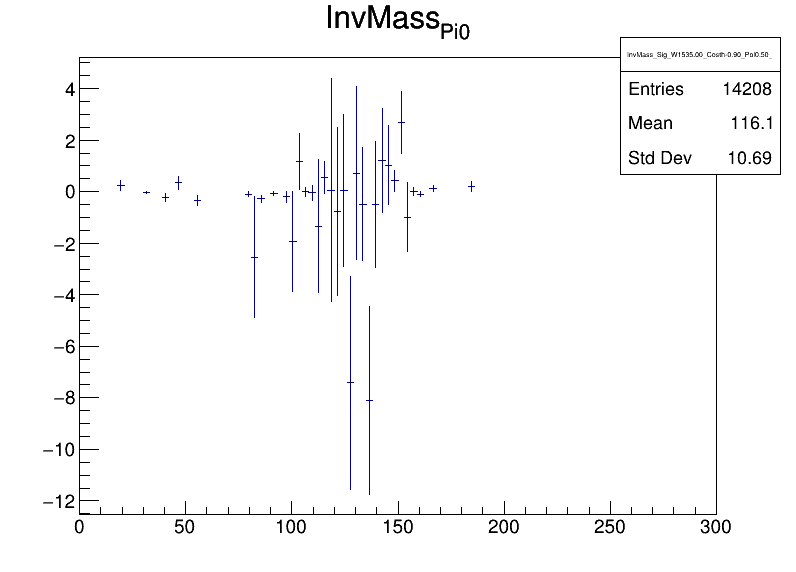 InvMass_Pi0
InvMass_Sig_W1535.00_Costh-0.90_Pol0.50_
Entries 14208
Mean 116.1
Std Dev 10.69
4
2
0
−2
−4
−6
−8
−10
−12
0 50 100 150 200 250 300